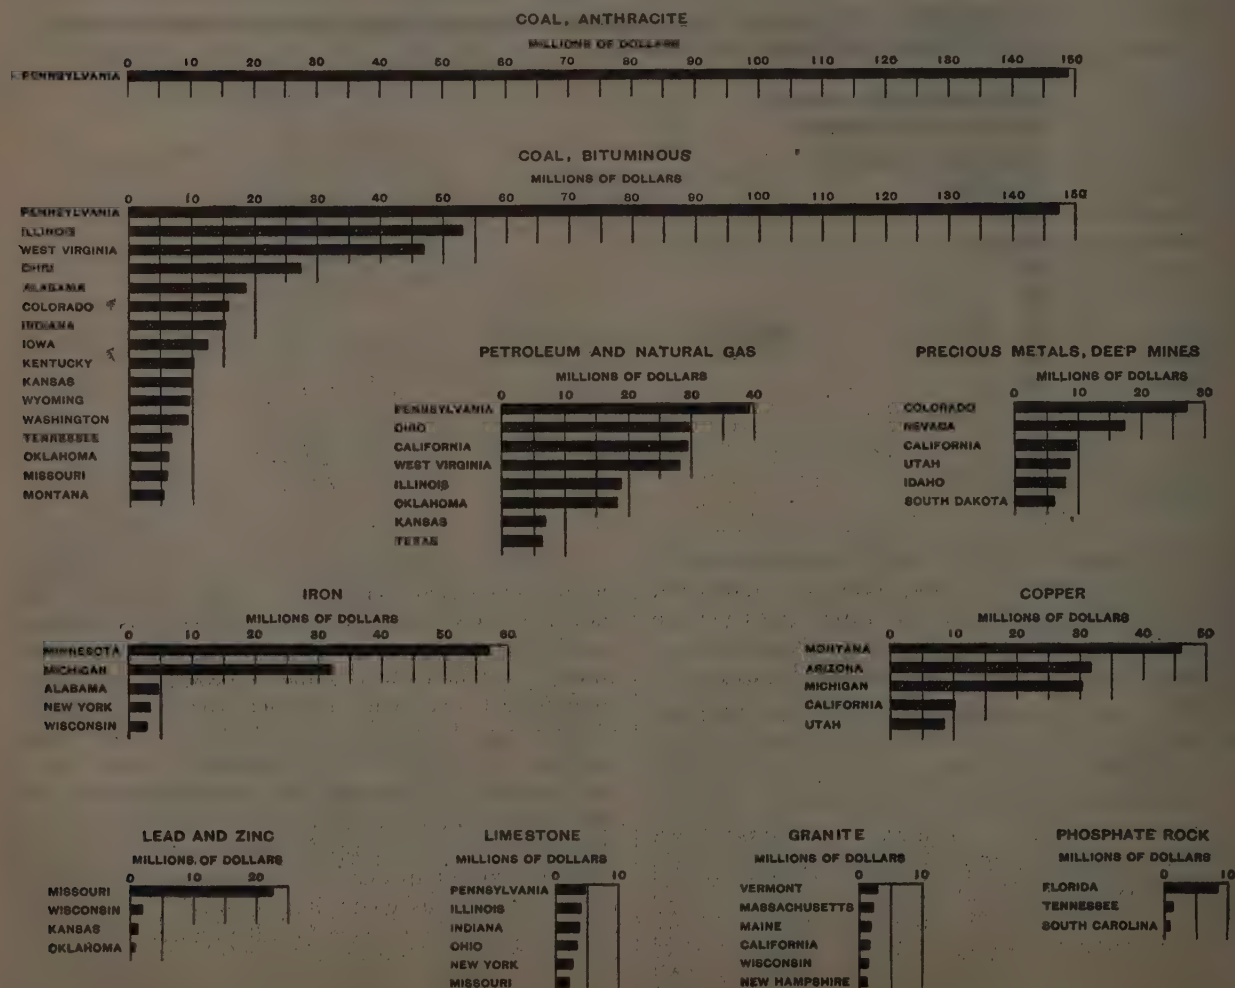 COAL, ANTHRACITE
MILLIONS OF DOLLARS
0 10 20 30 40 50 60 70 80 90 100 110 120 130 140 150
PENNSYLVANIA
COAL, BITUMINOUS
MILLIONS OF DOLLARS
0 10 20 30 40 50 60 70 80 90 100 110 120 130 140 150
PENNSYLVANIA
ILLINOIS
WEST VIRGINIA
OHIO
ALABAMA
COLORADO
INDIANA
IOWA
KENTUCKY
KANSAS
WYOMING
WASHINGTON
TENNESSEE
OKLAHOMA
MISSOURI
MONTANA
PETROLEUM AND NATURAL GAS
MILLIONS OF DOLLARS
0 10 20 30 40
PENNSYLVANIA
OHIO
CALIFORNIA
WEST VIRGINIA
ILLINOIS
OKLAHOMA
KANSAS
TEXAS
PRECIOUS METALS, DEEP MINES
MILLIONS OF DOLLARS
0 10 20 30
COLORADO
NEVADA
CALIFORNIA
UTAH
IDAHO
SOUTH DAKOTA
IRON
MILLIONS OF DOLLARS
0 10 20 30 40 50 60
MINNESOTA
MICHIGAN
ALABAMA
NEW YORK
WISCONSIN
COPPER
MILLIONS OF DOLLARS
0 10 20 30 40 50
MONTANA
ARIZONA
MICHIGAN
CALIFORNIA
UTAH
LEAD AND ZINC
MILLIONS OF DOLLARS
0 10 20
MISSOURI
WISCONSIN
KANSAS
OKLAHOMA
LIMESTONE
MILLIONS OF DOLLARS
0 10
PENNSYLVANIA
ILLINOIS
INDIANA
OHIO
NEW YORK
MISSOURI
GRANITE
MILLIONS OF DOLLARS
0 10
VERMONT
MASSACHUSETTS
MAINE
CALIFORNIA
WISCONSIN
NEW HAMPSHIRE
PHOSPHATE ROCK
MILLIONS OF DOLLARS
0 10
FLORIDA
TENNESSEE
SOUTH CAROLINA